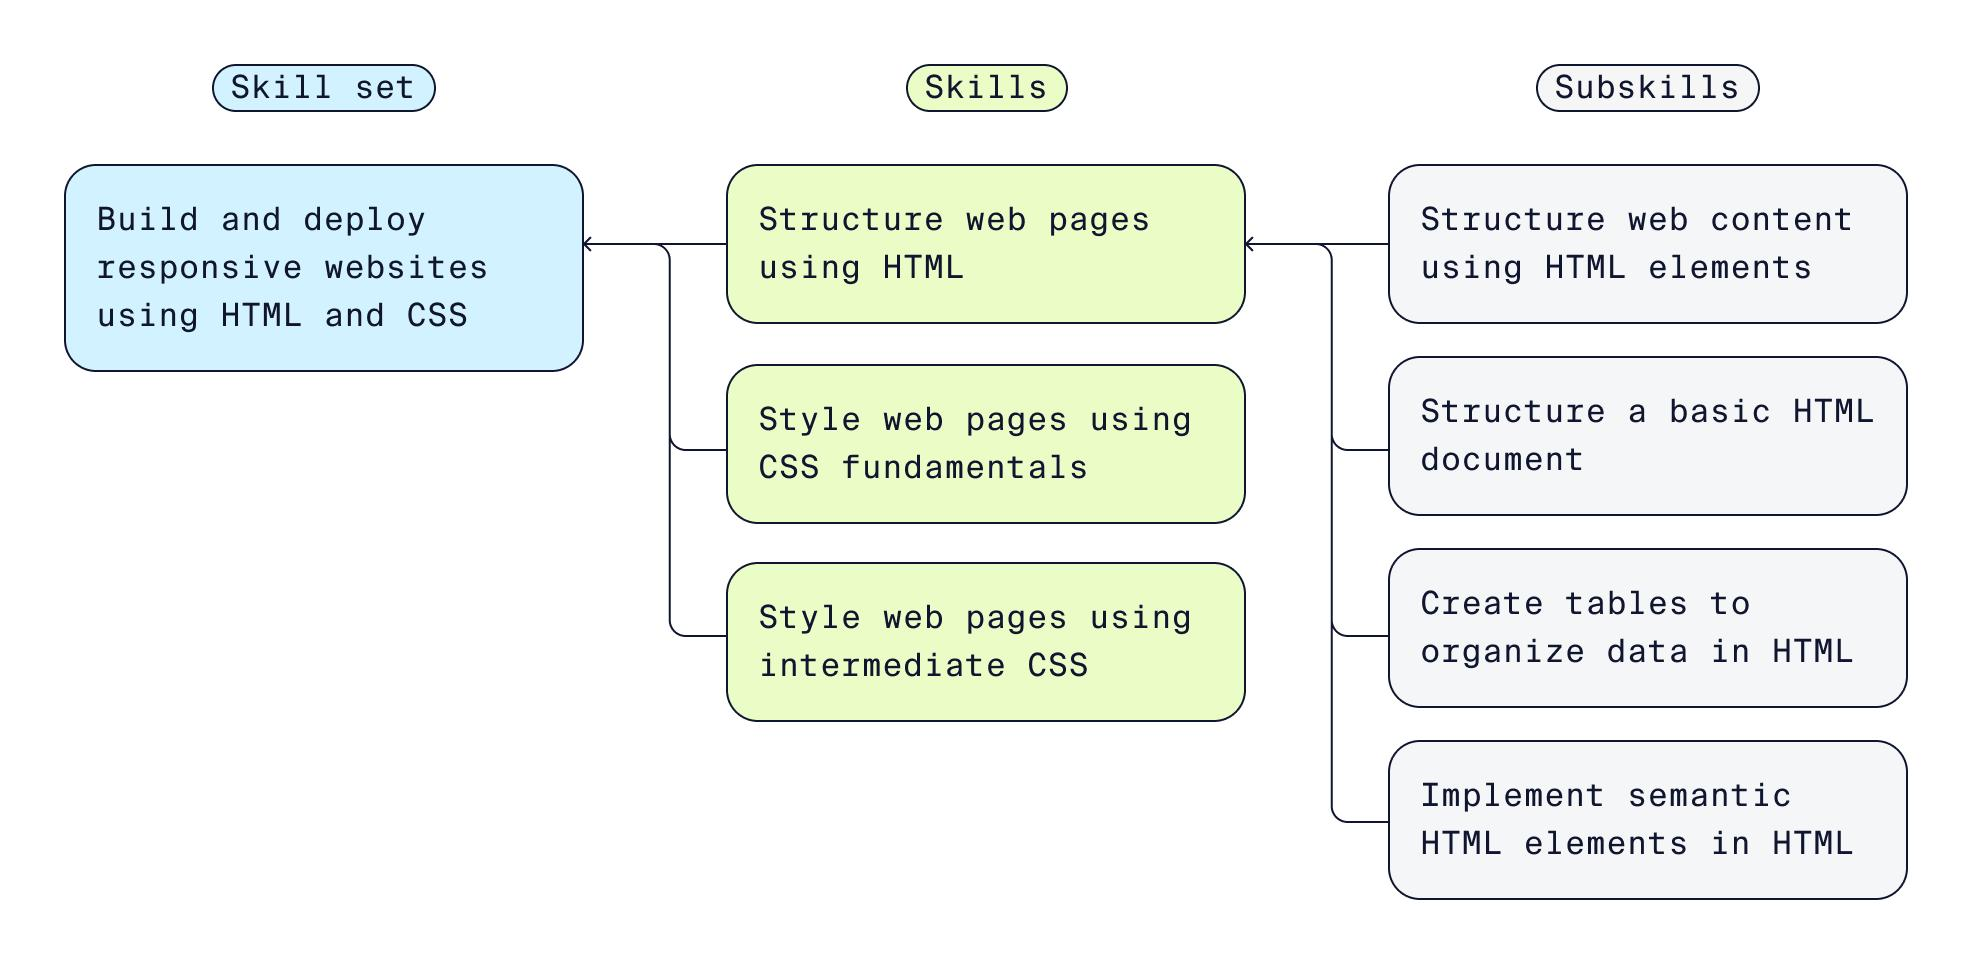 Skill set
Build and deploy
responsive websites
using HTML and CSS
Skills
Structure web pages
using HTML
Style web pages using
CSS fundamentals
Style web pages using
intermediate CSS
Subskills
Structure web content
using HTML elements
Structure a basic HTML
document
Create tables to
organize data in HTML
Implement semantic
HTML elements in HTML